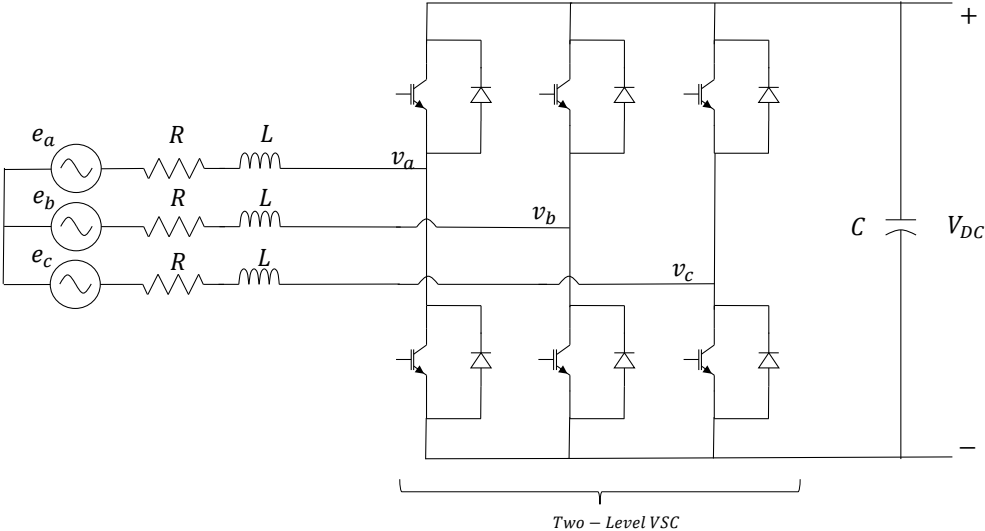 +
e_a R L
v_a
e_b R L
v_b
C V_DC
e_c R L
v_c
−
Two − Level VSC